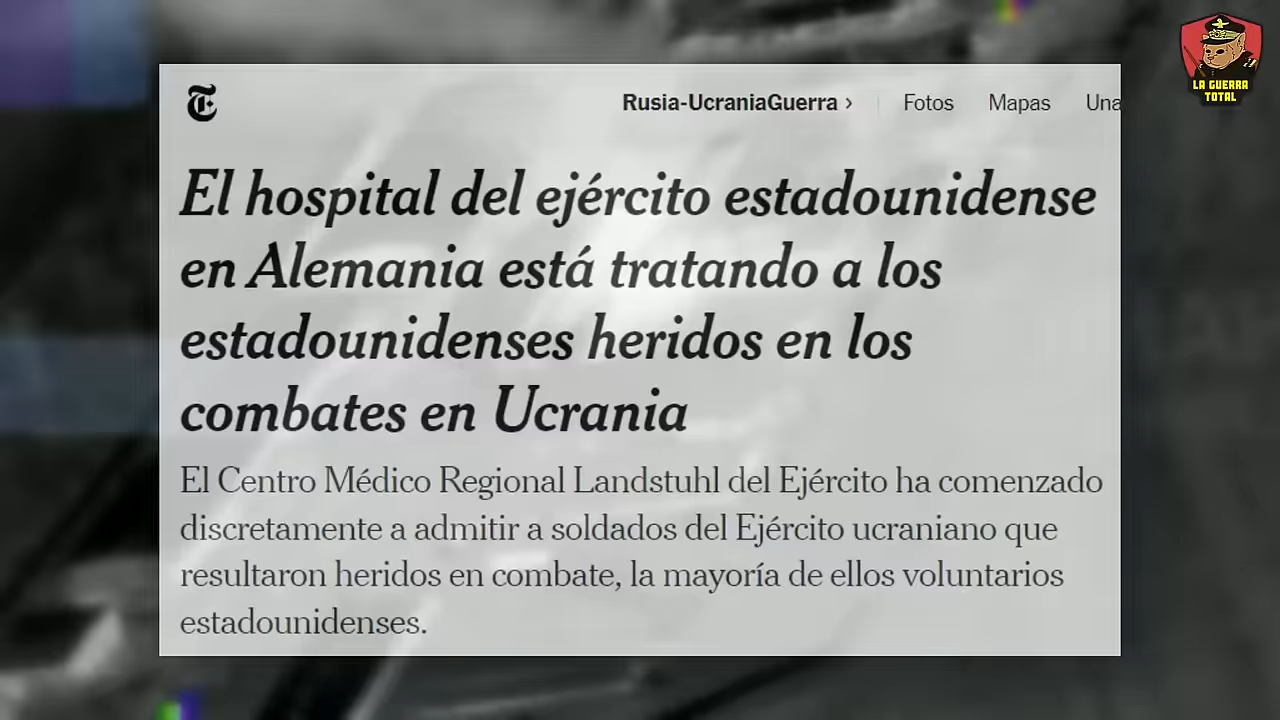 T
Rusia-UcraniaGuerra › Fotos Mapas Una
LA GUERRA
TOTAL
El hospital del ejército estadounidense
en Alemania está tratando a los
estadounidenses heridos en los
combates en Ucrania
El Centro Médico Regional Landstuhl del Ejército ha comenzado
discretamente a admitir a soldados del Ejército ucraniano que
resultaron heridos en combate, la mayoría de ellos voluntarios
estadounidenses.